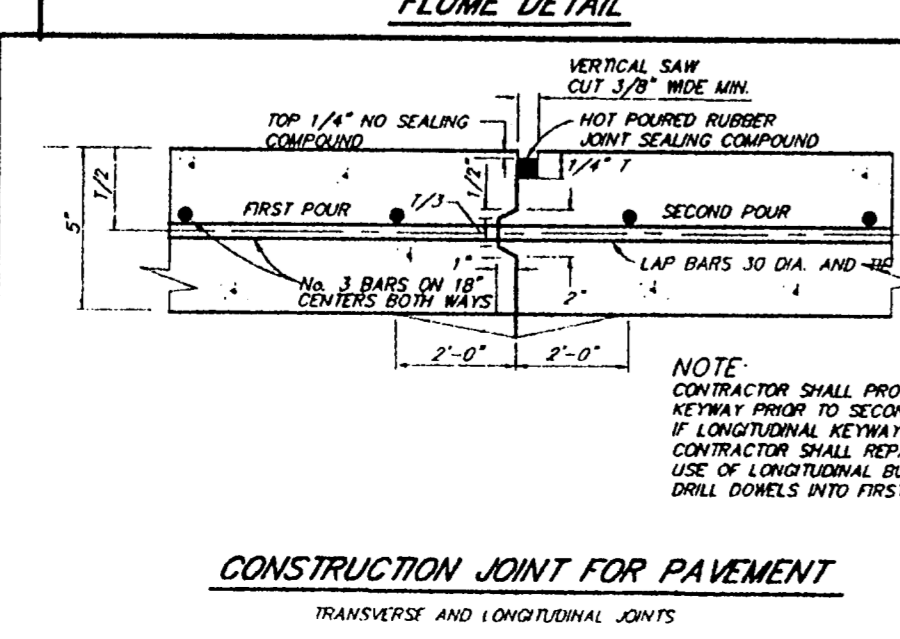 FLUME DETAIL
VERTICAL SAW
CUT 3/8" WIDE MIN.
TOP 1/4" NO SEALING
COMPOUND
HOT POURED RUBBER
JOINT SEALING COMPOUND
1/4" T
1/2"
T/2
5"
T/3
FIRST POUR
SECOND POUR
1"
LAP BARS 30 DIA. AND TIE
No. 3 BARS ON 18"
CENTERS BOTH WAYS
2"
2'-0"
2'-0"
NOTE:
CONTRACTOR SHALL PRO
KEYWAY PRIOR TO SECON
IF LONGITUDINAL KEYWAY
CONTRACTOR SHALL REP
USE OF LONGITUDINAL BU
DRILL DOWELS INTO FIRS
CONSTRUCTION JOINT FOR PAVEMENT
TRANSVERSE AND LONGITUDINAL JOINTS